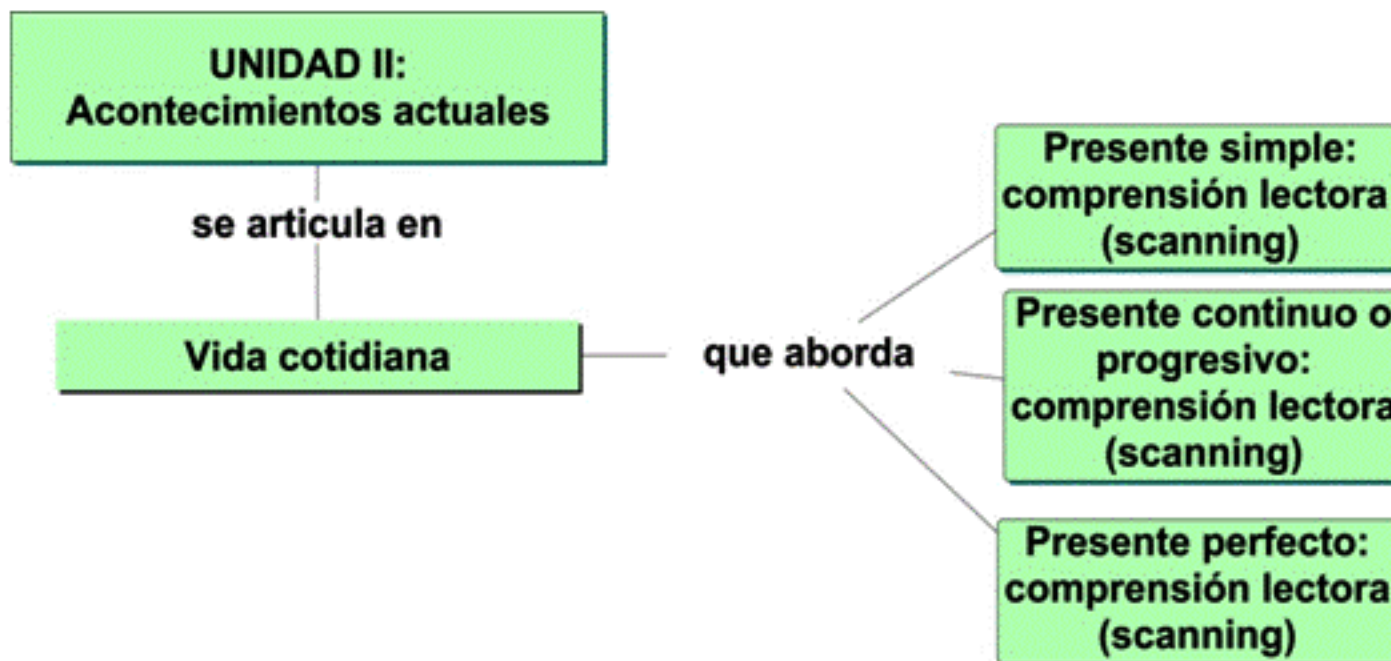 UNIDAD II:
Acontecimientos actuales
se articula en
Vida cotidiana
que aborda
Presente simple:
comprensión lectora
(scanning)
Presente continuo o
progresivo:
comprensión lectora
(scanning)
Presente perfecto:
comprensión lectora
(scanning)